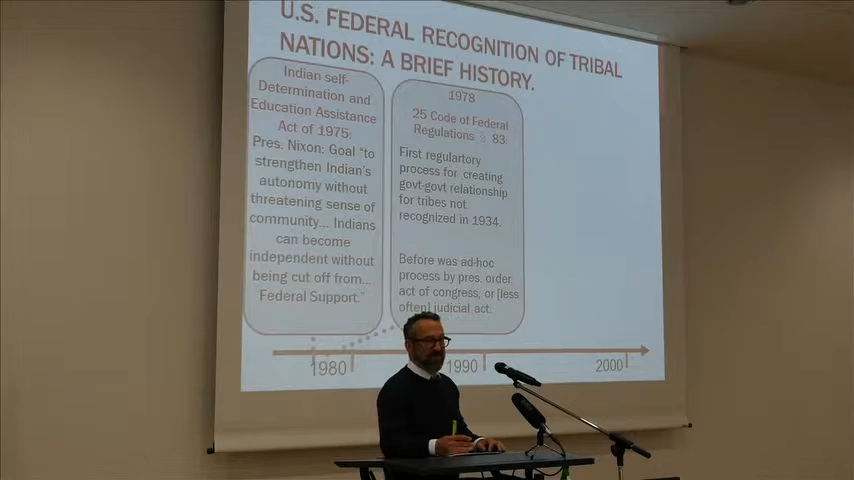 U.S. FEDERAL RECOGNITION OF TRIBAL
NATIONS: A BRIEF HISTORY.
Indian self-
Determination and
Education Assistance
Act of 1975:
Pres. Nixon: Goal “to
strengthen Indian's
autonomy without
threatening sense of
community... Indians
can become
independent without
being cut off from...
Federal Support.”
1978
25 Code of Federal
Regulations § 83.
First regulartory
process for creating
govt-govt relationship
for tribes not
recognized in 1934.
Before was ad-hoc
process by pres. order,
act of congress, or [less
often] judicial act.
1980
1990
2000